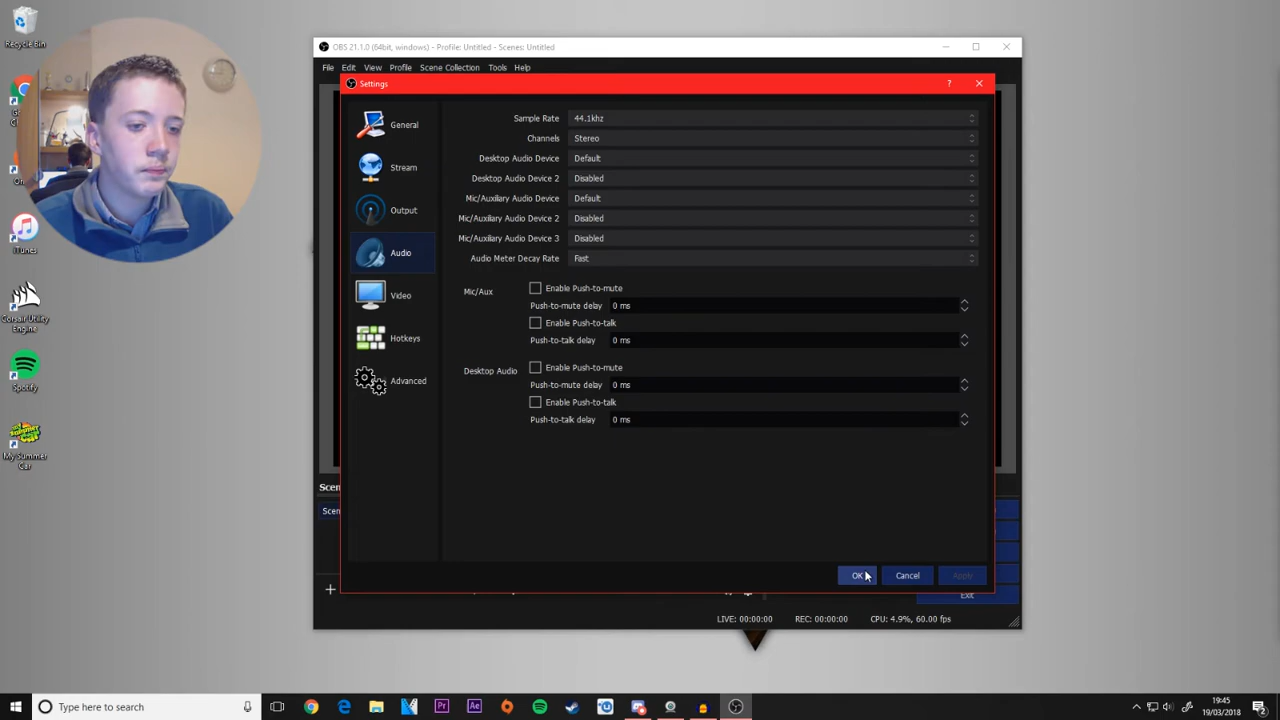 OBS 21.1.0 (64bit, windows) - Profile: Untitled - Scenes: Untitled
File Edit View Profile Scene Collection Tools Help
Settings
General
Stream
Output
Audio
Video
Hotkeys
Advanced
Sample Rate 44.1khz
Channels Stereo
Desktop Audio Device Default
Desktop Audio Device 2 Disabled
Mic/Auxiliary Audio Device Default
Mic/Auxiliary Audio Device 2 Disabled
Mic/Auxiliary Audio Device 3 Disabled
Audio Meter Decay Rate Fast
Mic/Aux Enable Push-to-mute
Push-to-mute delay 0 ms
Enable Push-to-talk
Push-to-talk delay 0 ms
Desktop Audio Enable Push-to-mute
Push-to-mute delay 0 ms
Enable Push-to-talk
Push-to-talk delay 0 ms
OK Cancel Apply
Scen
Scen
Exit
LIVE: 00:00:00 REC: 00:00:00 CPU: 4.9%, 60.00 fps
Recycle Bin
iTunes
Corsair Utility
Engine
Spotify
My Summer
Car
Type here to search
Pr
Ae
19:45
19/03/2018
2